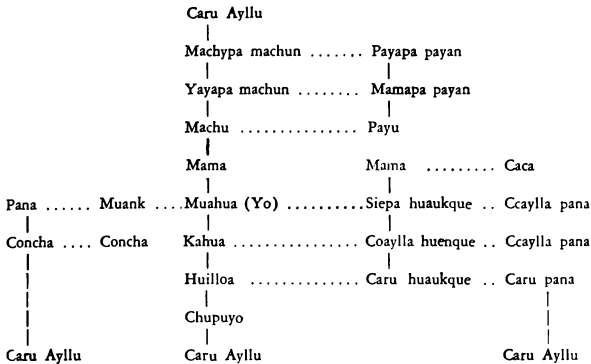 Caru Ayllu
Machypa machun ....... Payapa payan
Yayapa machun ........ Mamapa payan
Machu ............... Payu
Mama Mama ......... Caca
Pana ...... Muank ....Muahua (Yo) ..........Siepa huaukque .. Ccaylla pana
Concha .... Concha Kahua .............. Coaylla huenque .. Ccaylla pana
Huilloa ............. Caru huaukque .. Caru pana
Chupuyo
Caru Ayllu Caru Ayllu Caru Ayllu